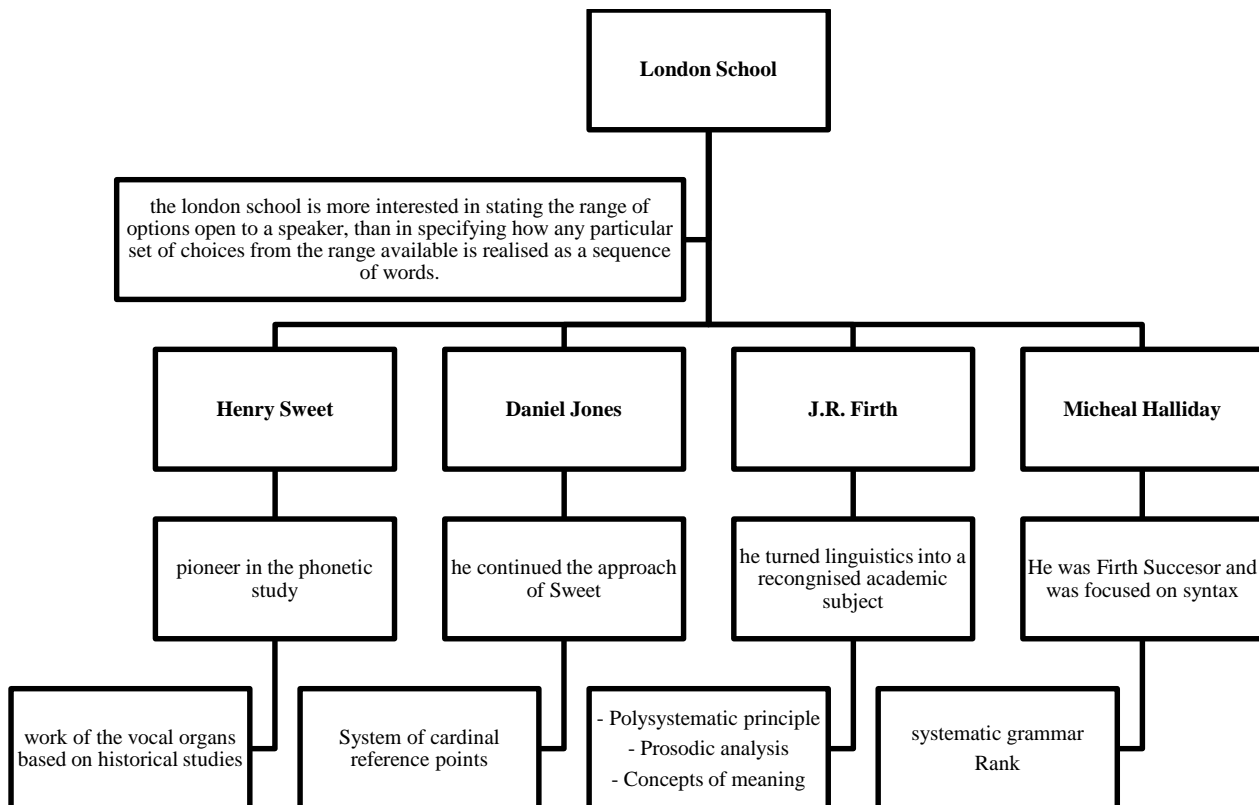 London School
the london school is more interested in stating the range of
options open to a speaker, than in specifying how any particular
set of choices from the range available is realised as a sequence
of words.
Henry Sweet
Daniel Jones
J.R. Firth
Micheal Halliday
pioneer in the phonetic
study
he continued the approach
of Sweet
he turned linguistics into a
recongnised academic
subject
He was Firth Succesor and
was focused on syntax
work of the vocal organs
based on historical studies
System of cardinal
reference points
- Polysystematic principle
- Prosodic analysis
- Concepts of meaning
systematic grammar
Rank